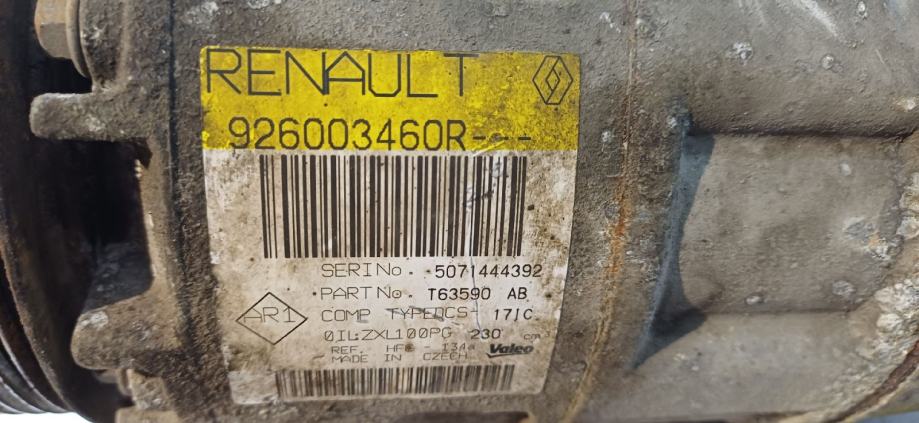 RENAULT
926003460R---
SERI No. 5071444392
PART No. T63590 AB
COMP TYPE DCS-17IC
AR1
OIL:ZXL100PG 230 cm
REF. HFC - 134a
MADE IN CZECH
Valeo